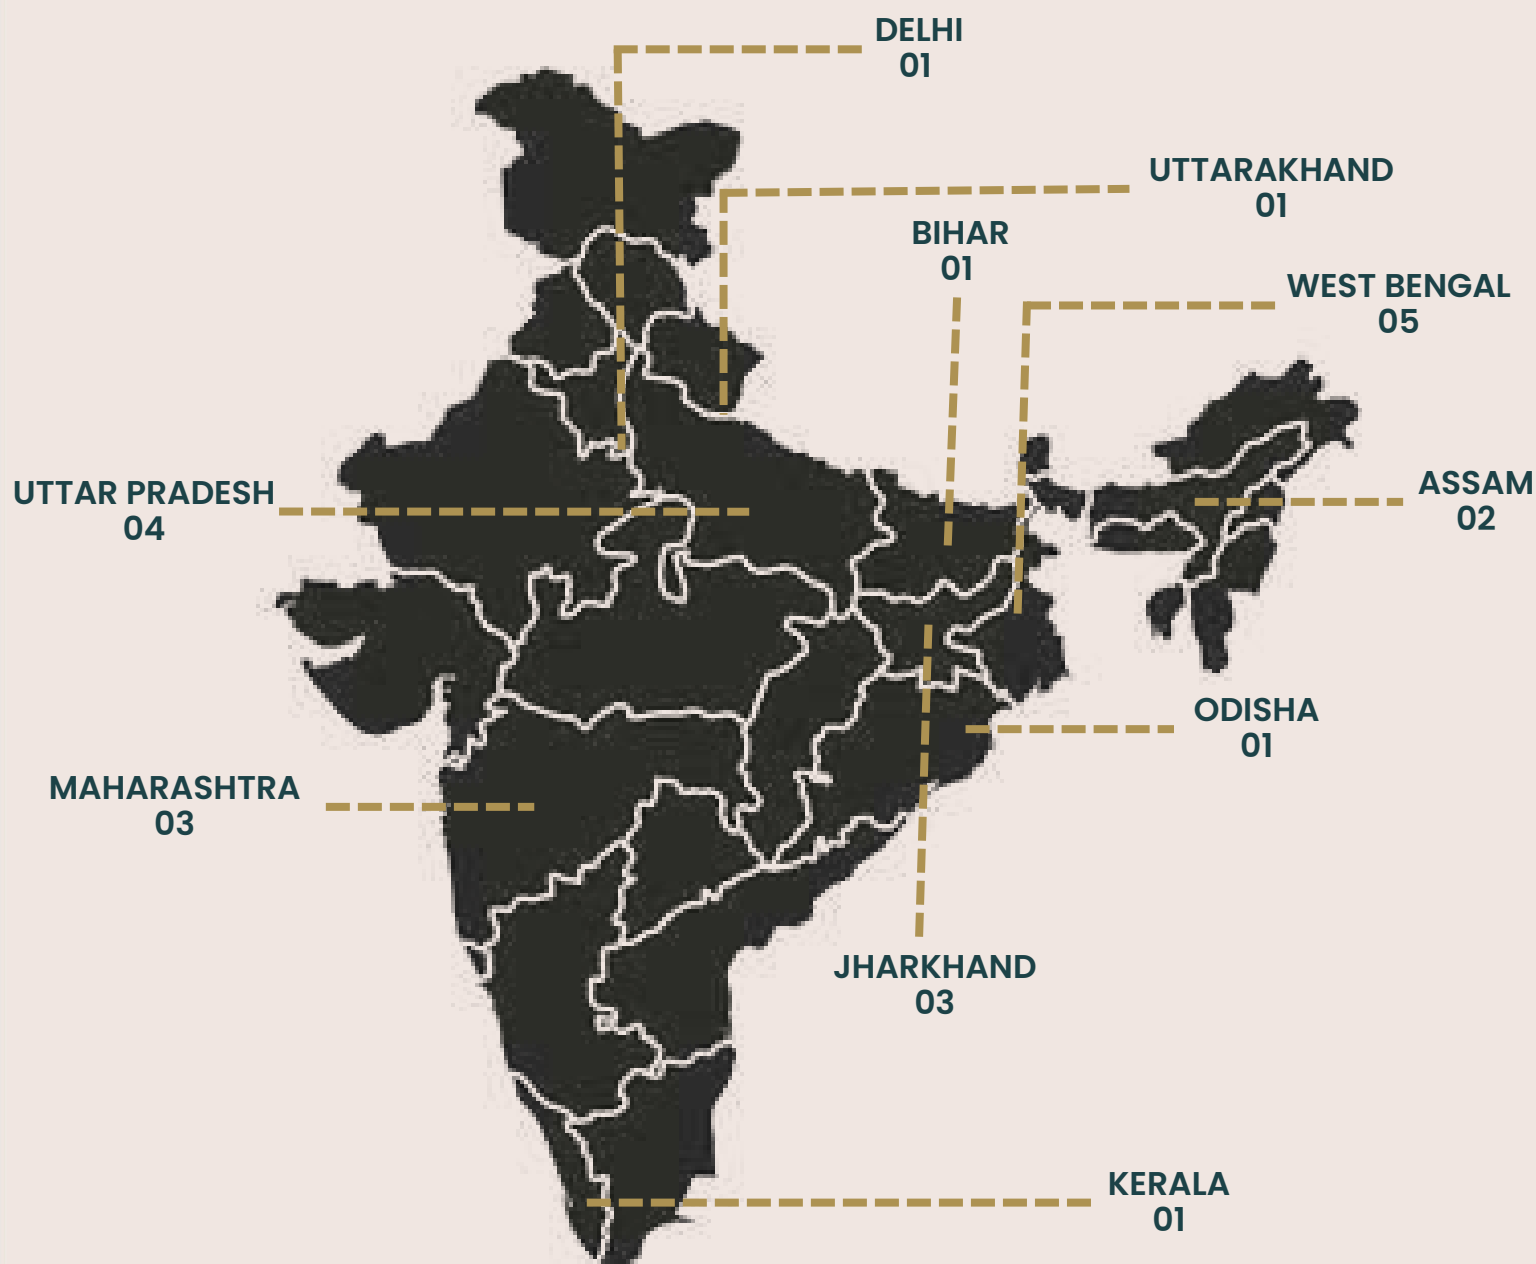 DELHI
01
UTTARAKHAND
01
BIHAR
01
WEST BENGAL
05
UTTAR PRADESH
04
ASSAM
02
ODISHA
01
MAHARASHTRA
03
JHARKHAND
03
KERALA
01